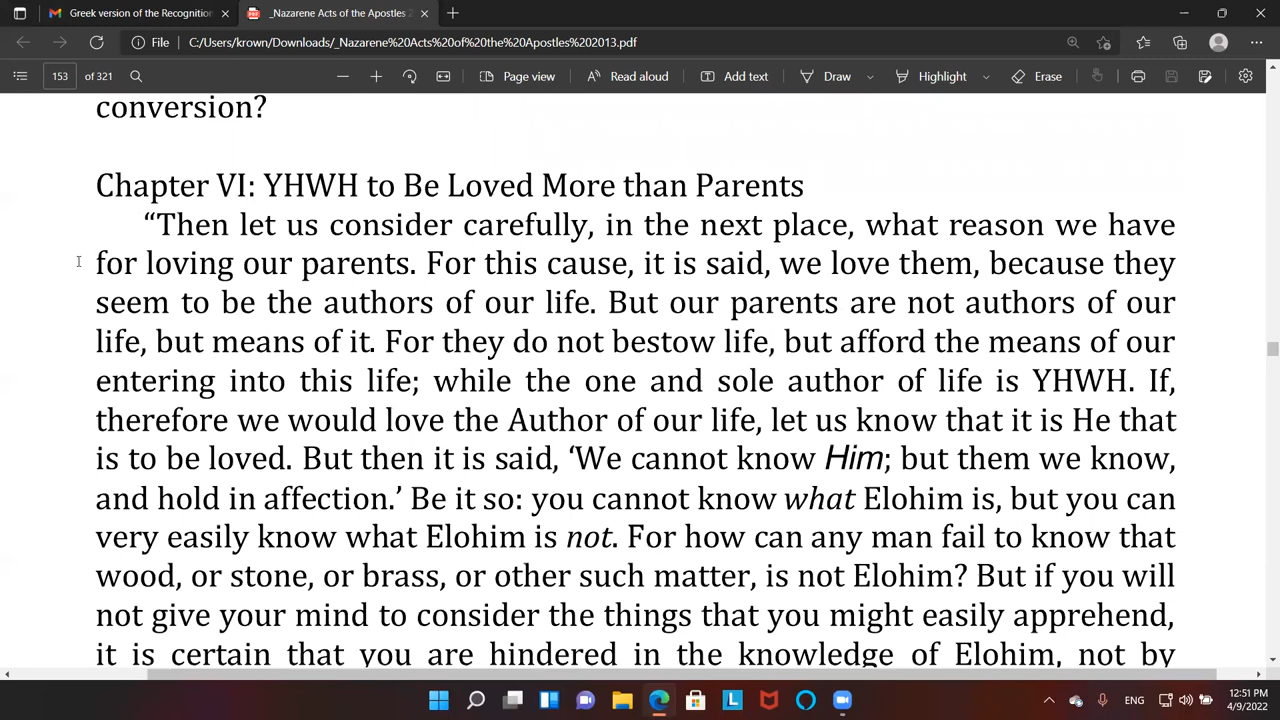 Greek version of the Recognition
_Nazarene Acts of the Apostles 2
File
C:/Users/krown/Downloads/_Nazarene%20Acts%20of%20the%20Apostles%202013.pdf
153 of 321
Page view
Read aloud
Add text
Draw
Highlight
Erase
conversion?
Chapter VI: YHWH to Be Loved More than Parents
“Then let us consider carefully, in the next place, what reason we have
for loving our parents. For this cause, it is said, we love them, because they
seem to be the authors of our life. But our parents are not authors of our
life, but means of it. For they do not bestow life, but afford the means of our
entering into this life; while the one and sole author of life is YHWH. If,
therefore we would love the Author of our life, let us know that it is He that
is to be loved. But then it is said, ‘We cannot know Him; but them we know,
and hold in affection.’ Be it so: you cannot know what Elohim is, but you can
very easily know what Elohim is not. For how can any man fail to know that
wood, or stone, or brass, or other such matter, is not Elohim? But if you will
not give your mind to consider the things that you might easily apprehend,
it is certain that you are hindered in the knowledge of Elohim, not by
L
ENG
12:51 PM
4/9/2022